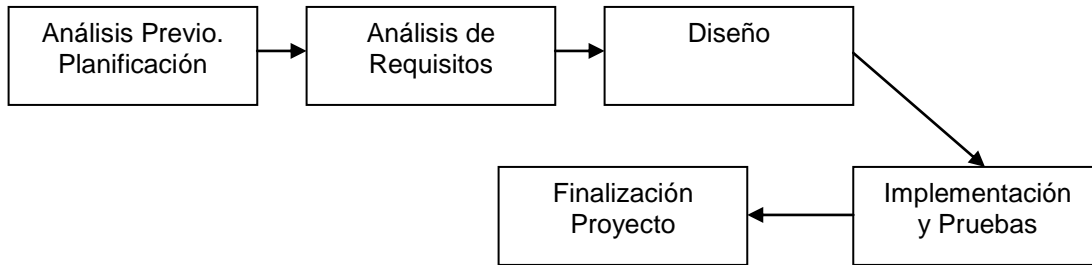 Análisis Previo.
Planificación
Análisis de
Requisitos
Diseño
Implementación
y Pruebas
Finalización
Proyecto